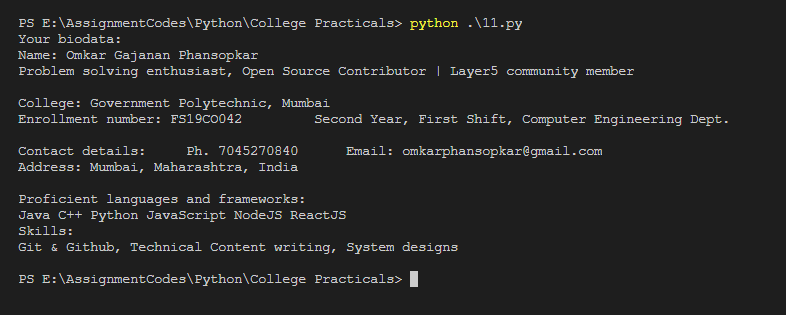 PS E:\AssignmentCodes\Python\College Practicals> python .\11.py
Your biodata:
Name: Omkar Gajanan Phansopkar
Problem solving enthusiast, Open Source Contributor | Layer5 community member
College: Government Polytechnic, Mumbai
Enrollment number: FS19CO042 Second Year, First Shift, Computer Engineering Dept.
Contact details: Ph. 7045270840 Email: omkarphansopkar@gmail.com
Address: Mumbai, Maharashtra, India
Proficient languages and frameworks:
Java C++ Python JavaScript NodeJS ReactJS
Skills:
Git & Github, Technical Content writing, System designs
PS E:\AssignmentCodes\Python\College Practicals>